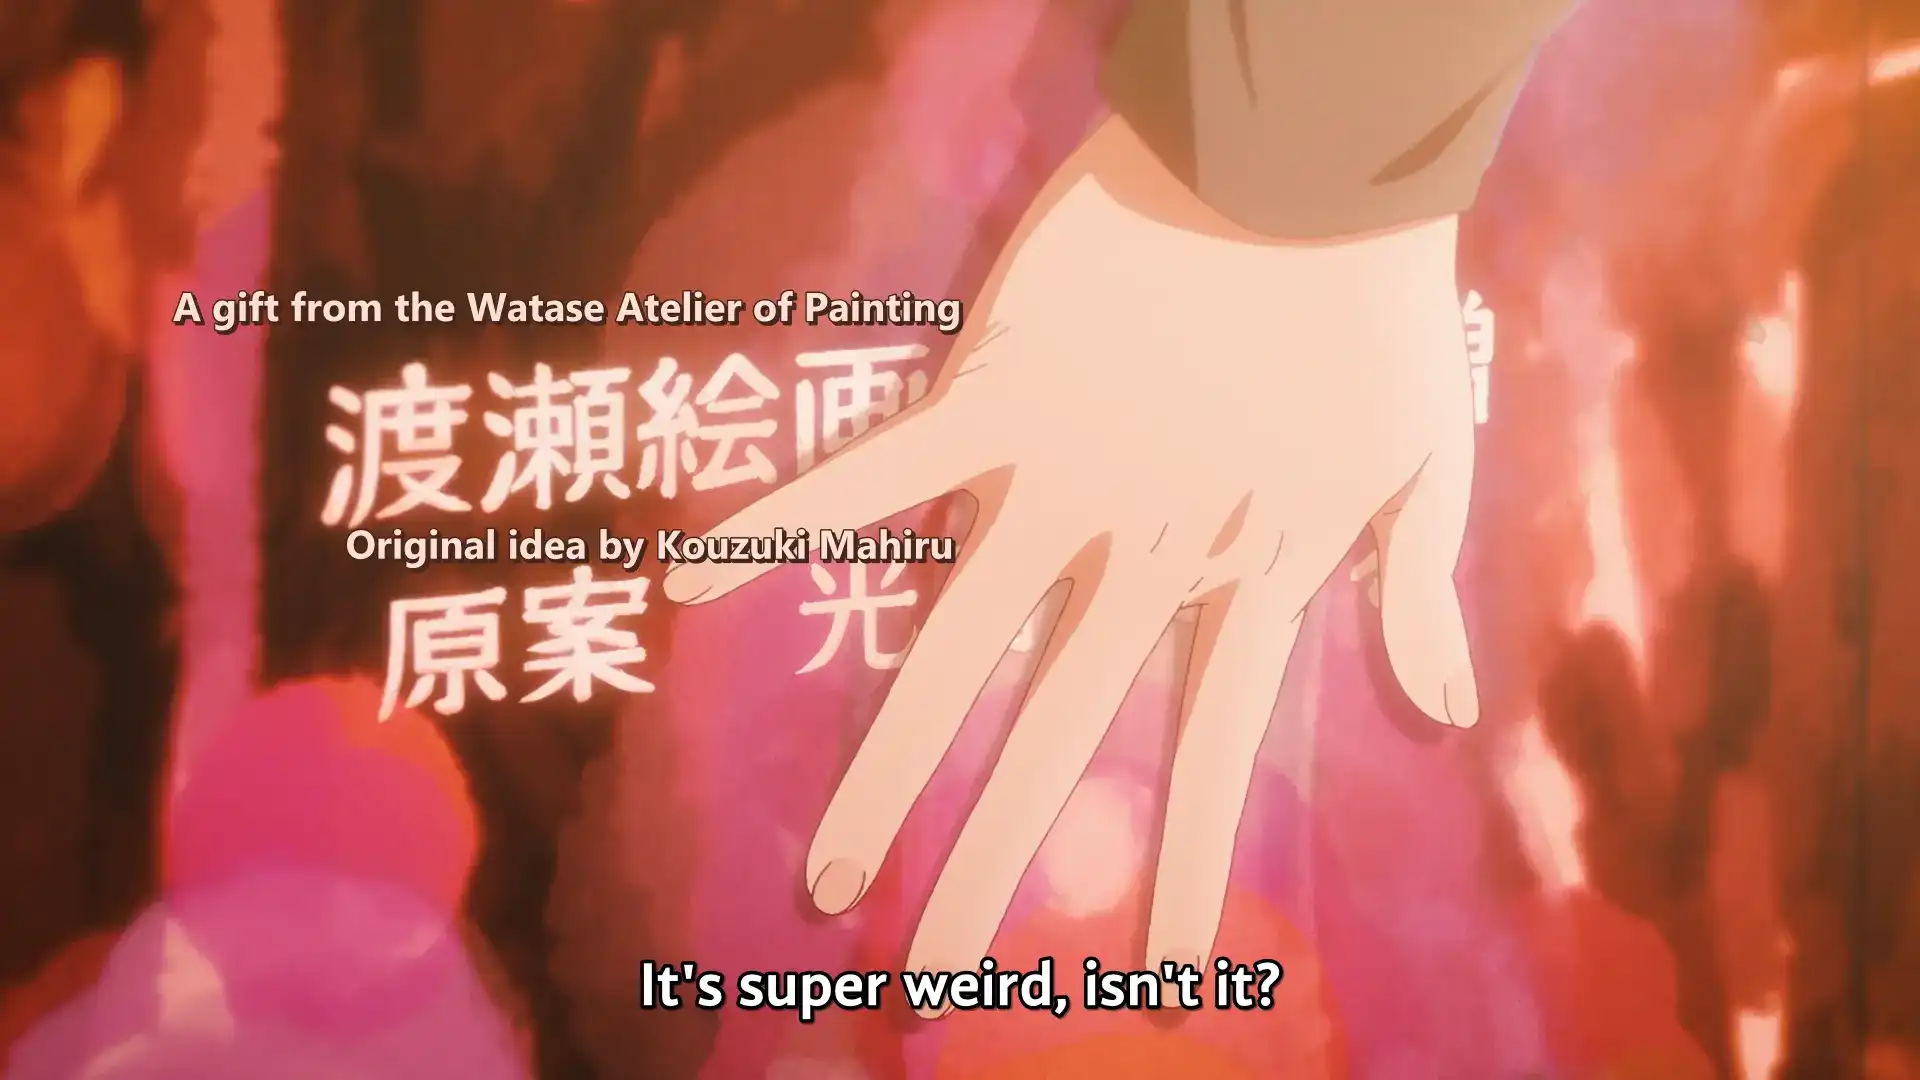 A gift from the Watase Atelier of Painting
渡瀬絵画
Original idea by Kouzuki Mahiru
原案 光
It's super weird, isn't it?